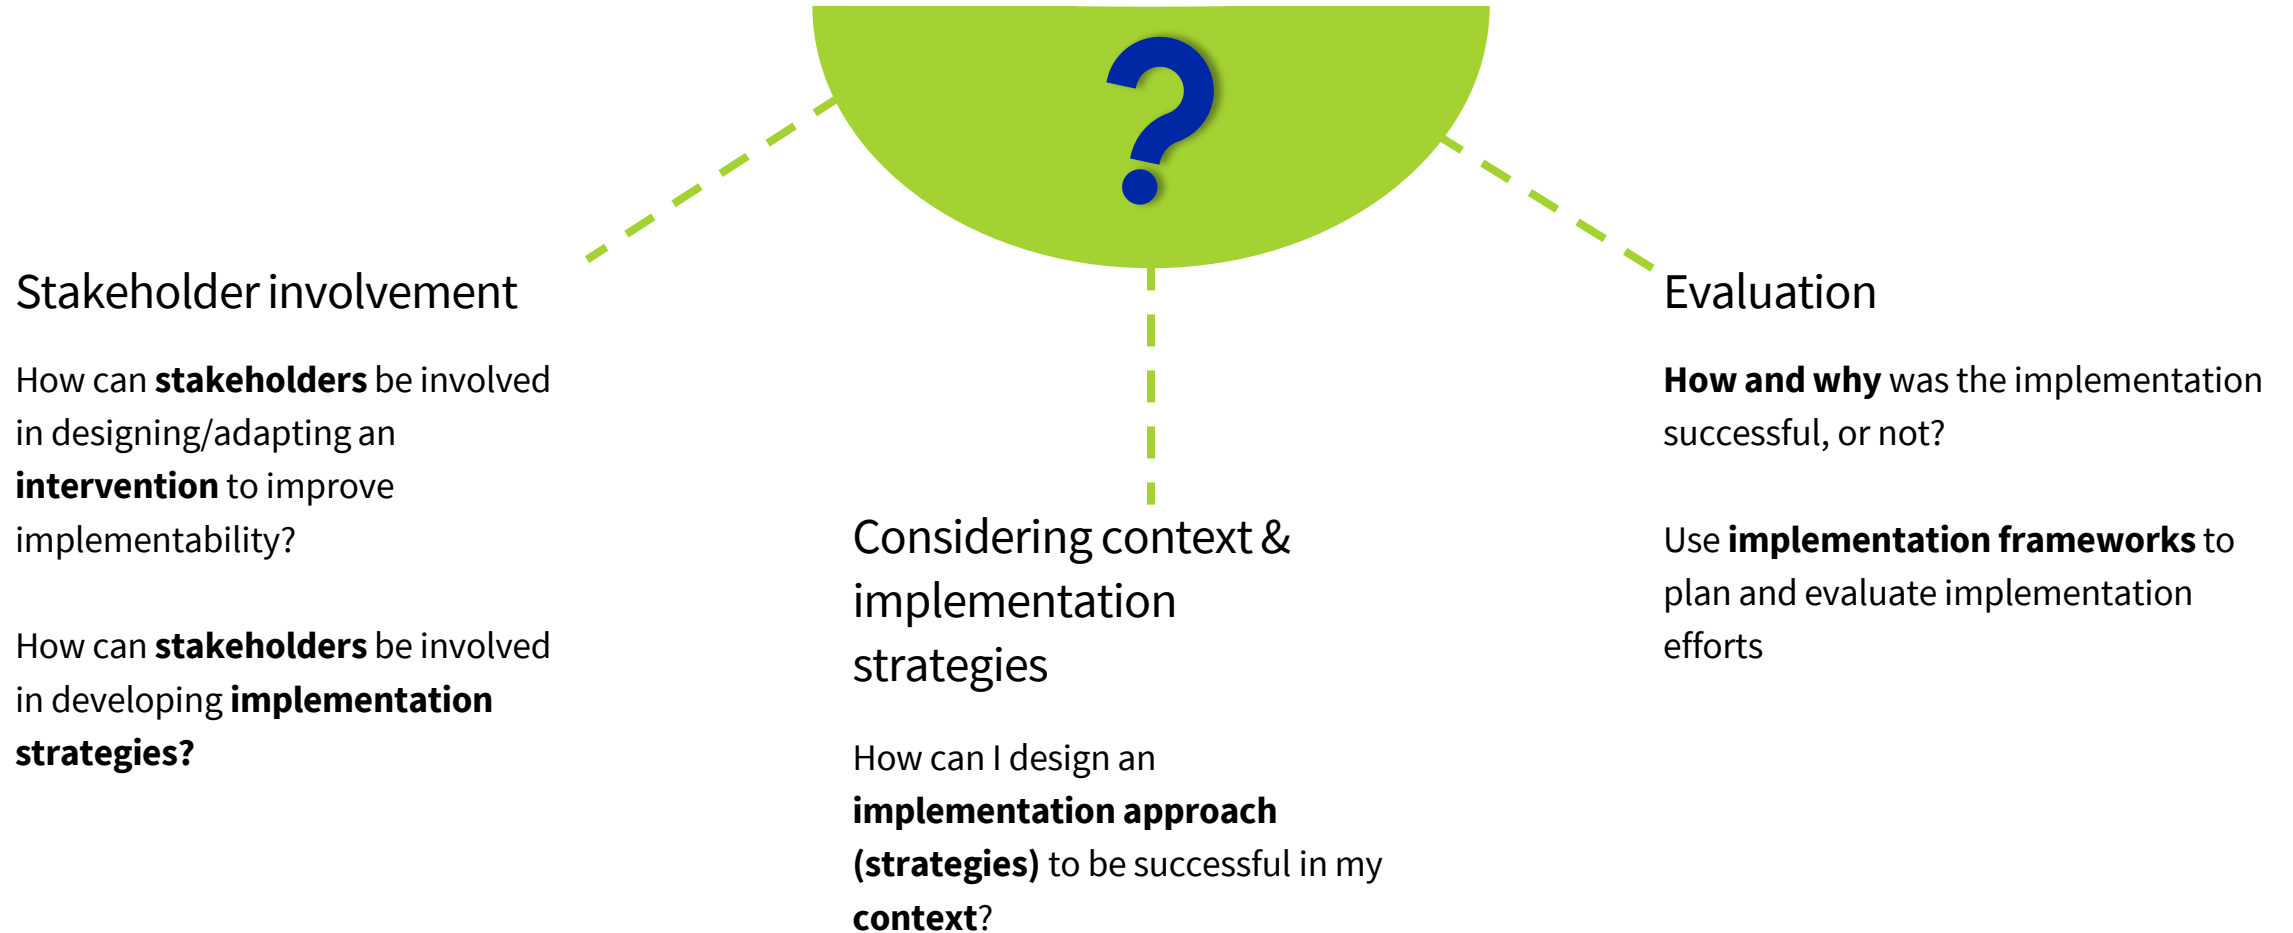 ?
Stakeholder involvement
How can stakeholders be involved
in designing/adapting an
intervention to improve
implementability?
How can stakeholders be involved
in developing implementation
strategies?
Considering context &
implementation
strategies
How can I design an
implementation approach
(strategies) to be successful in my
context?
Evaluation
How and why was the implementation
successful, or not?
Use implementation frameworks to
plan and evaluate implementation
efforts